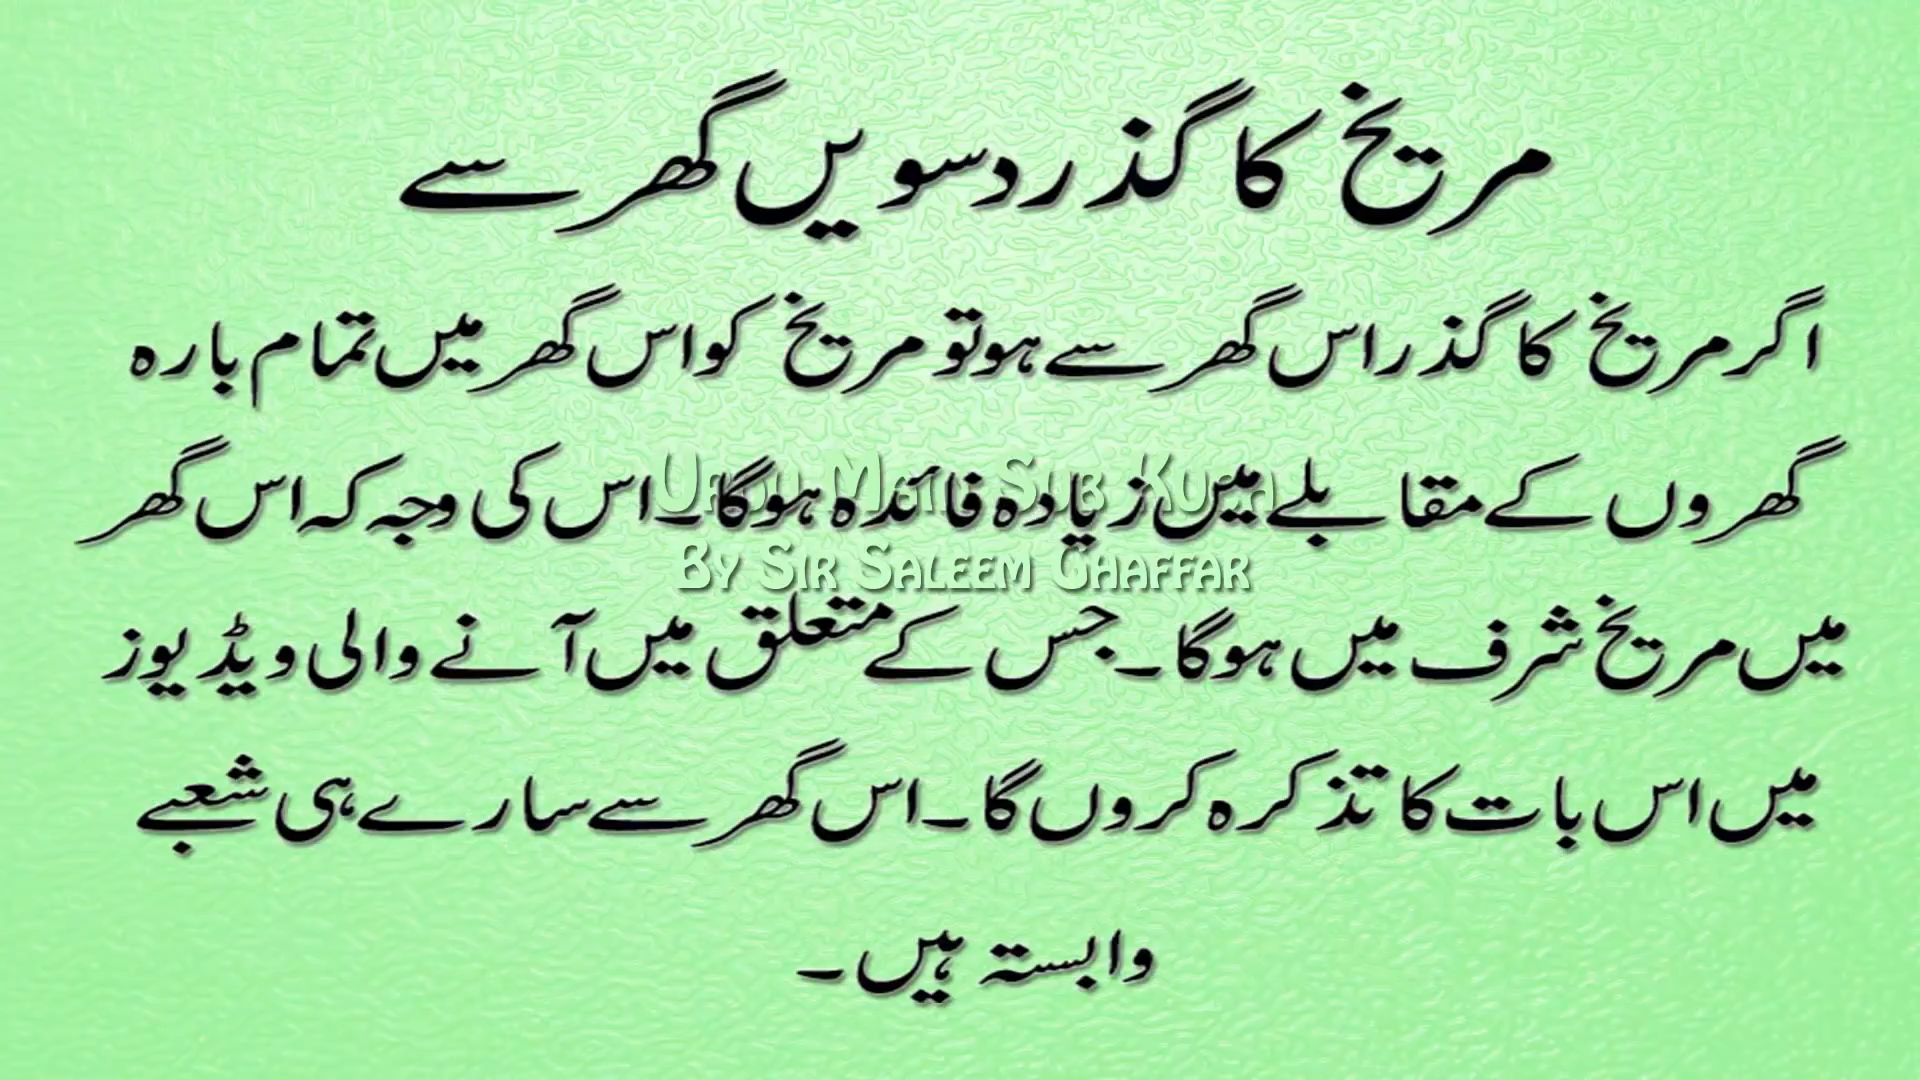 مریخ کا گذر دسویں گھر سے
اگر مریخ کا گذر اس گھر سے ہو تو مریخ کو اس گھر میں تمام بارہ
گھروں کے مقابلے میں زیادہ فائدہ ہوگا۔ اس کی وجہ کہ اس گھر
Urdu Mein Sub Kuch
By Sir Saleem Ghaffar
میں مریخ شرف میں ہوگا۔ جس کے متعلق میں آنے والی ویڈیوز
میں اس بات کا تذکرہ کروں گا۔ اس گھر سے سارے ہی شعبے
وابستہ ہیں۔